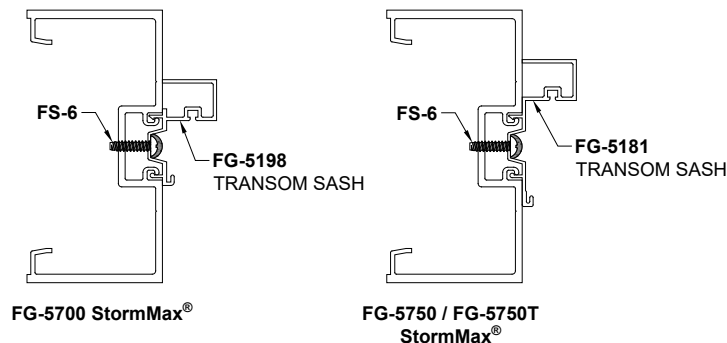 FS-6
FG-5198
TRANSOM SASH
FG-5700 StormMax®
FS-6
FG-5181
TRANSOM SASH
FG-5750 / FG-5750T
StormMax®